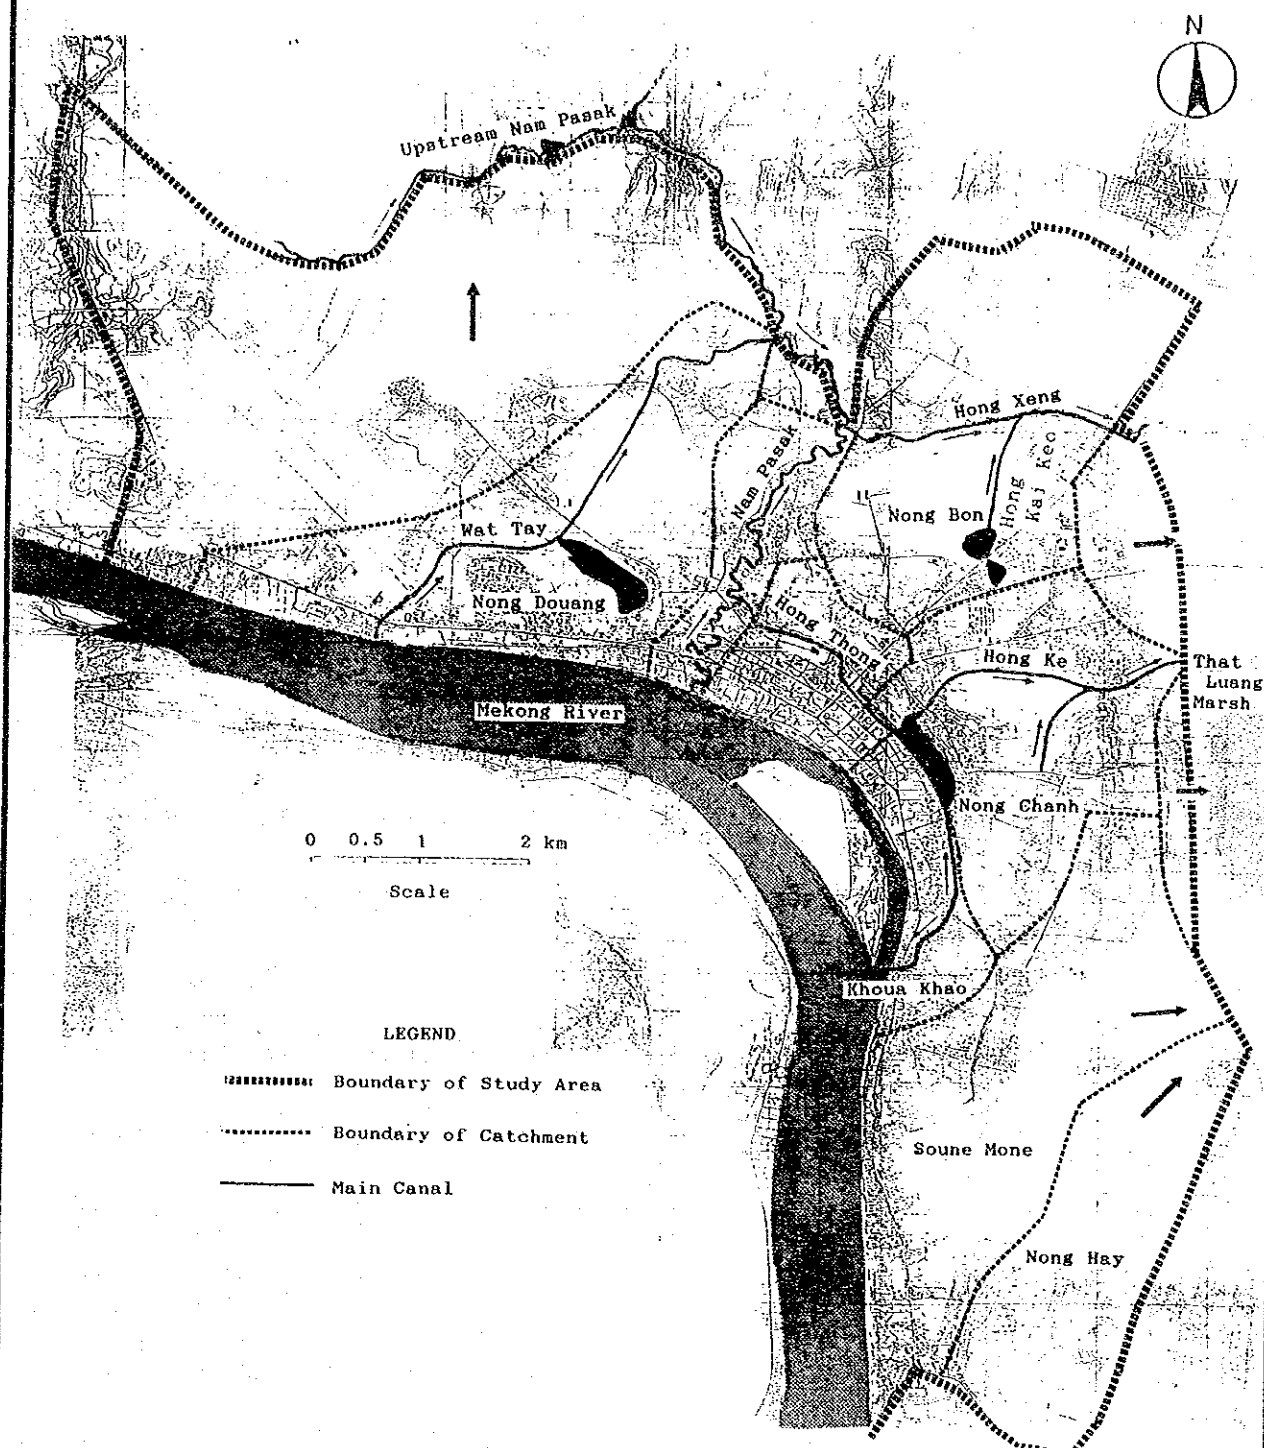 N
Upstream Nam Pasak
Hong Xeng
Nam Pasak
Hong
Kai Keo
Nong Bon
Wat Tay
Nong Douang
Hong Thong
Hong Ke
That
Luang
Marsh
Mekong River
Nong Chanh
0 0.5 1 2 km
Scale
Khoua Khao
LEGEND
Boundary of Study Area
Boundary of Catchment
Main Canal
Soune Mone
Nong Hay